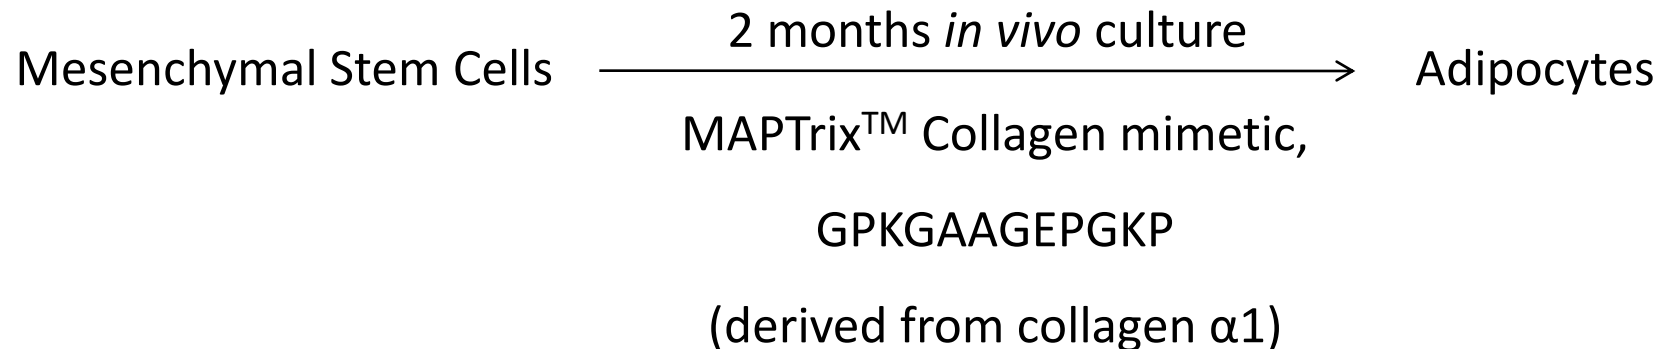 2 months in vivo culture
Mesenchymal Stem Cells
Adipocytes
MAPTrix™ Collagen mimetic,
GPKGAAGEPGKP
(derived from collagen α1)